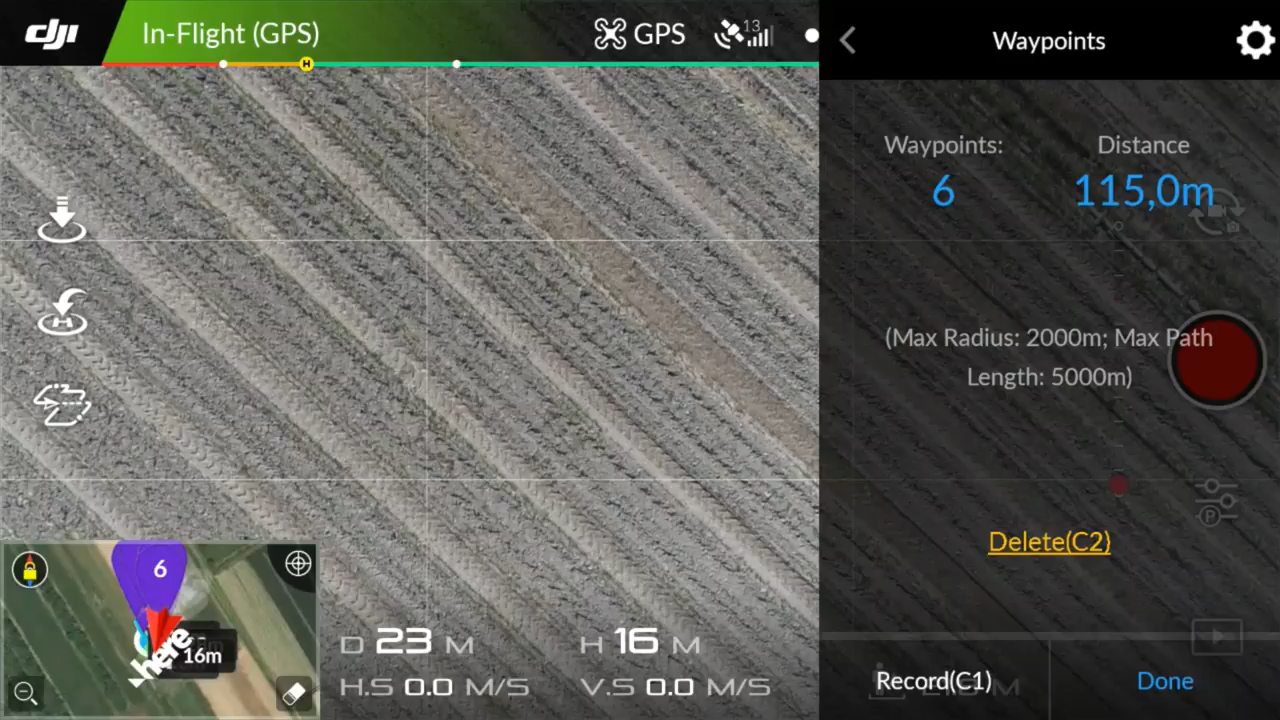 dji
In-Flight (GPS)
GPS
13
H
Waypoints
Waypoints:
Distance
6
115,0m
(Max Radius: 2000m; Max Path
Length: 5000m)
P
Delete(C2)
6
here
16m
D 23 M
H 16 M
H.S 0.0 M/S
V.S 0.0 M/S
Record(C1)
M
Done